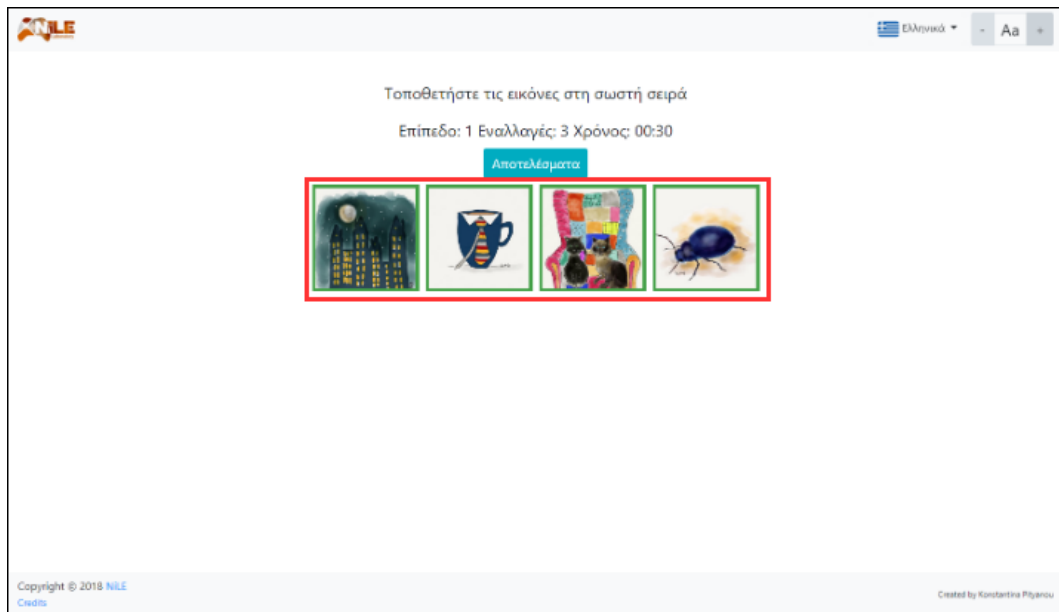 NiLE
Ελληνικά
- Aa +
Τοποθετήστε τις εικόνες στη σωστή σειρά
Επίπεδο: 1 Εναλλαγές: 3 Χρόνος: 00:30
Αποτελέσματα
Copyright © 2018 NiLE
Credits
Created by Konstantina Pityanou